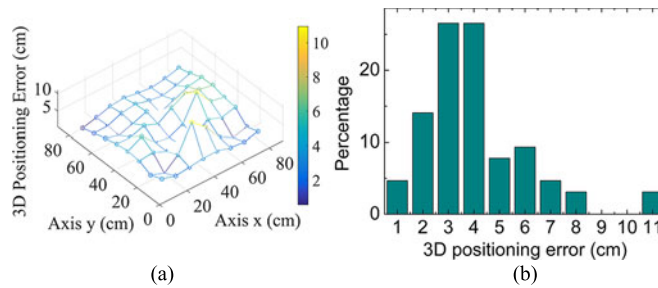 3D Positioning Error (cm)
10
5
80
60
40
20
0
Axis y (cm)
0
20
40
60
80
Axis x (cm)
10
8
6
4
2
(a)
Percentage
20
10
0
1 2 3 4 5 6 7 8 9 10 11
3D positioning error (cm)
(b)